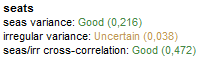 seats
seas variance: Good (0,216)
irregular variance: Uncertain (0,038)
seas/irr cross-correlation: Good (0,472)